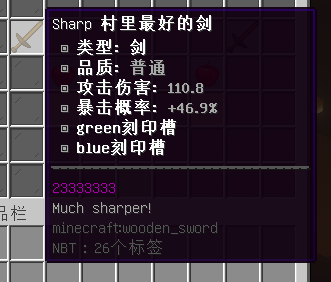 Sharp 村里最好的剑
类型: 剑
品质: 普通
攻击伤害: 110.8
暴击概率: +46.9%
green刻印槽
blue刻印槽
23333333
Much sharper!
minecraft:wooden_sword
品栏
NBT: 26个标签